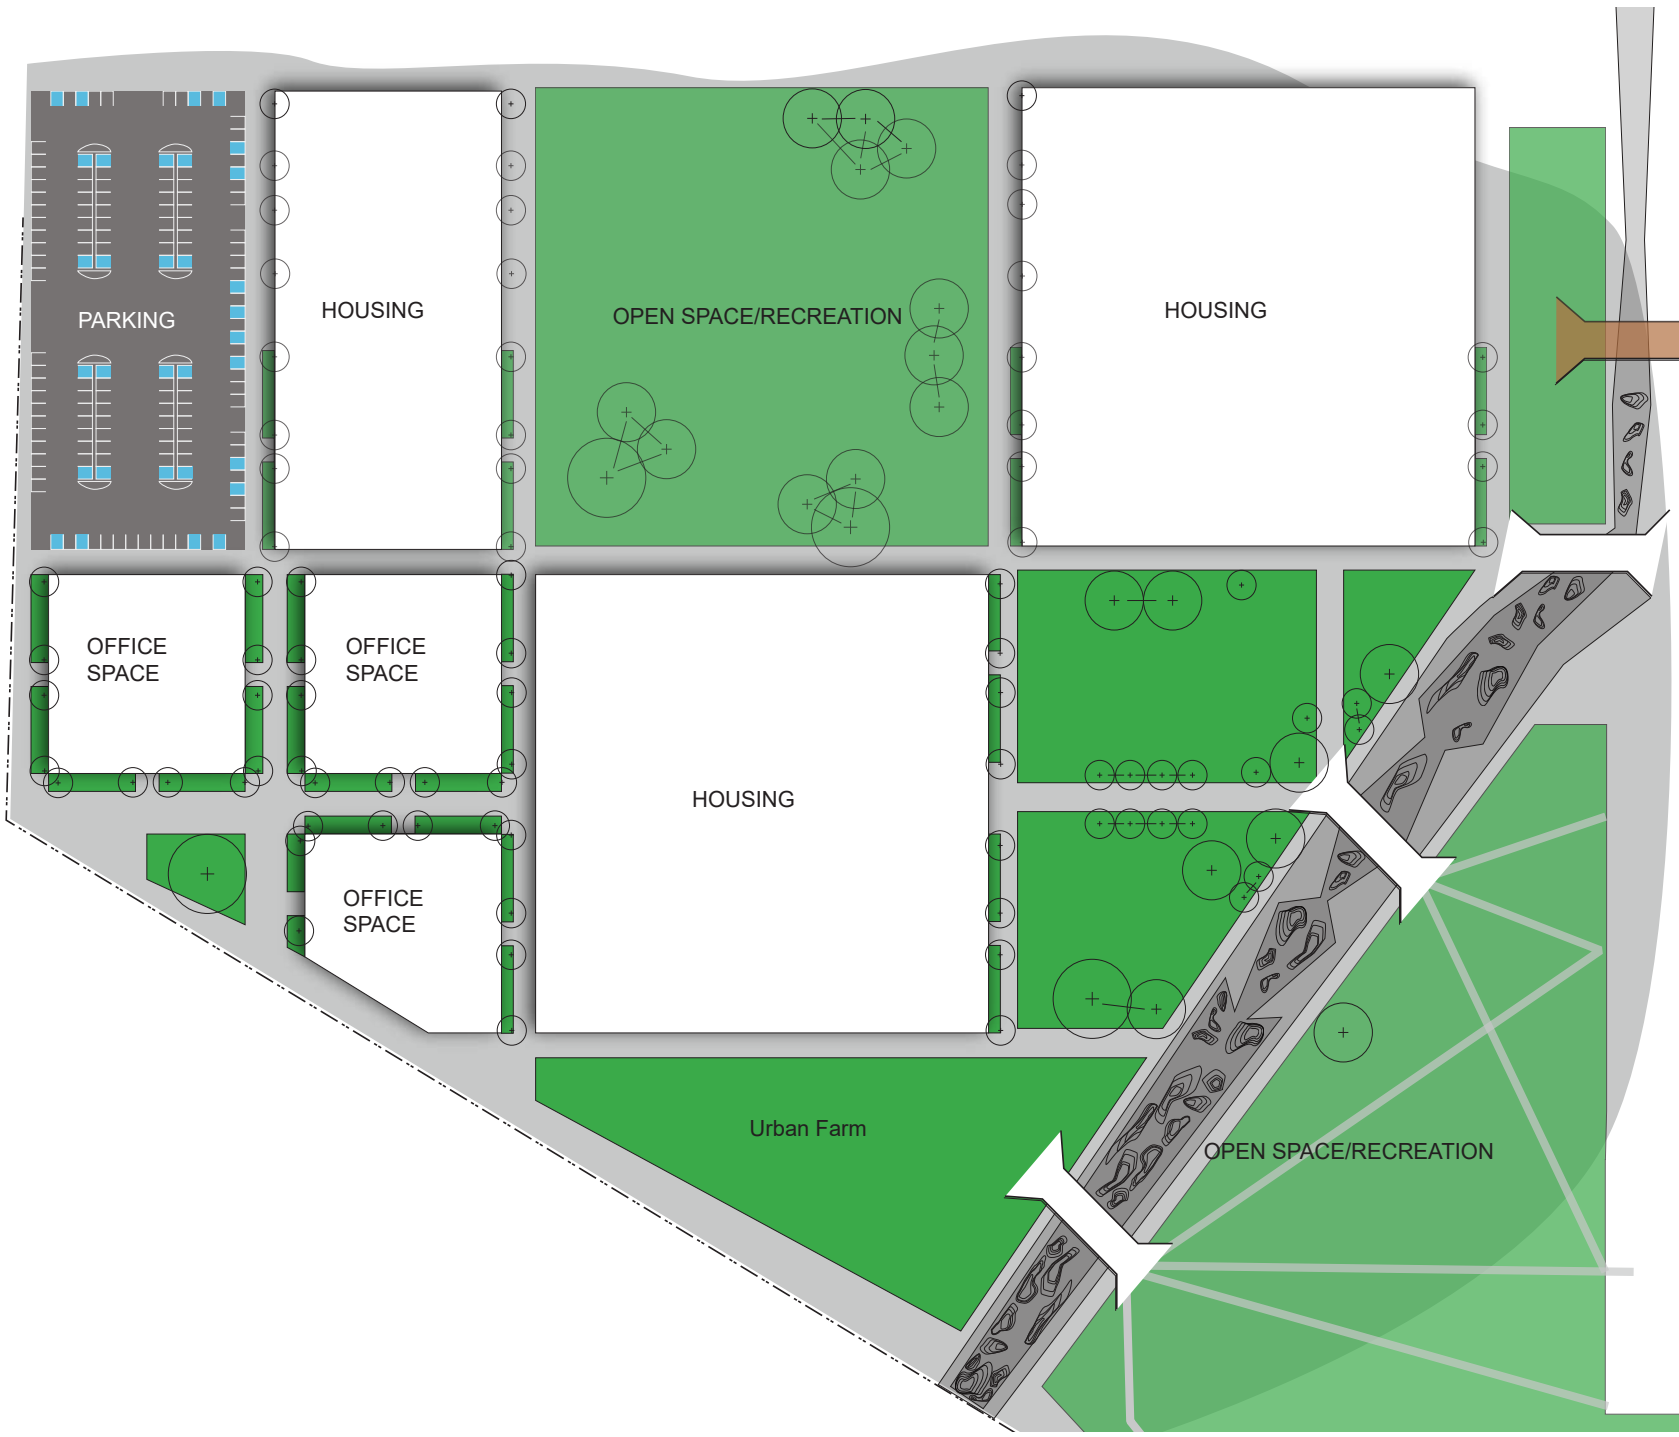 PARKING
HOUSING
OPEN SPACE/RECREATION
HOUSING
OFFICE
SPACE
OFFICE
SPACE
HOUSING
OFFICE
SPACE
Urban Farm
OPEN SPACE/RECREATION